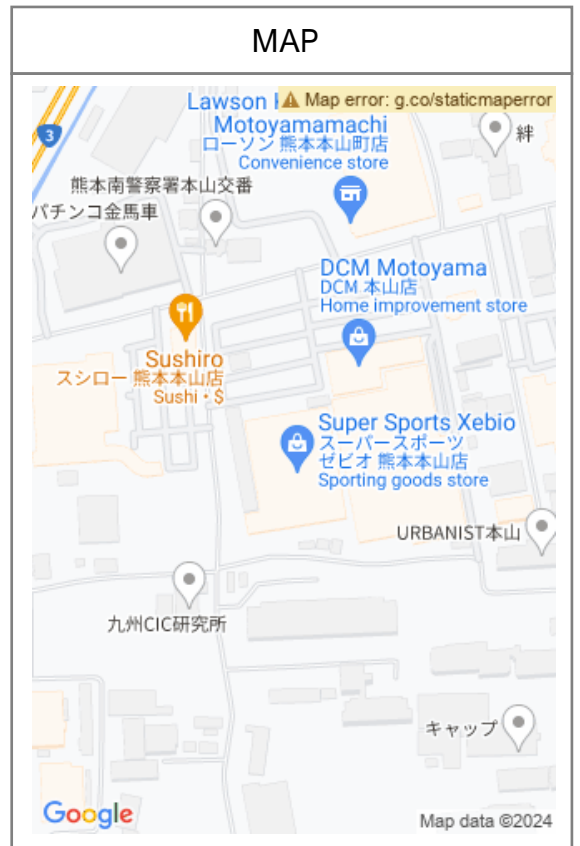 MAP
Lawson
Map error: g.co/staticmaperror
Motoyamamachi
ローソン 熊本本山町店
Convenience store
3
絆
熊本南警察署本山交番
パチンコ金馬車
DCM Motoyama
DCM 本山店
Home improvement store
Sushiro
スシロー 熊本本山店
Sushi・$
Super Sports Xebio
スーパースポーツ
ゼビオ 熊本本山店
Sporting goods store
URBANIST本山
九州CIC研究所
キャップ
Google
Map data ©2024